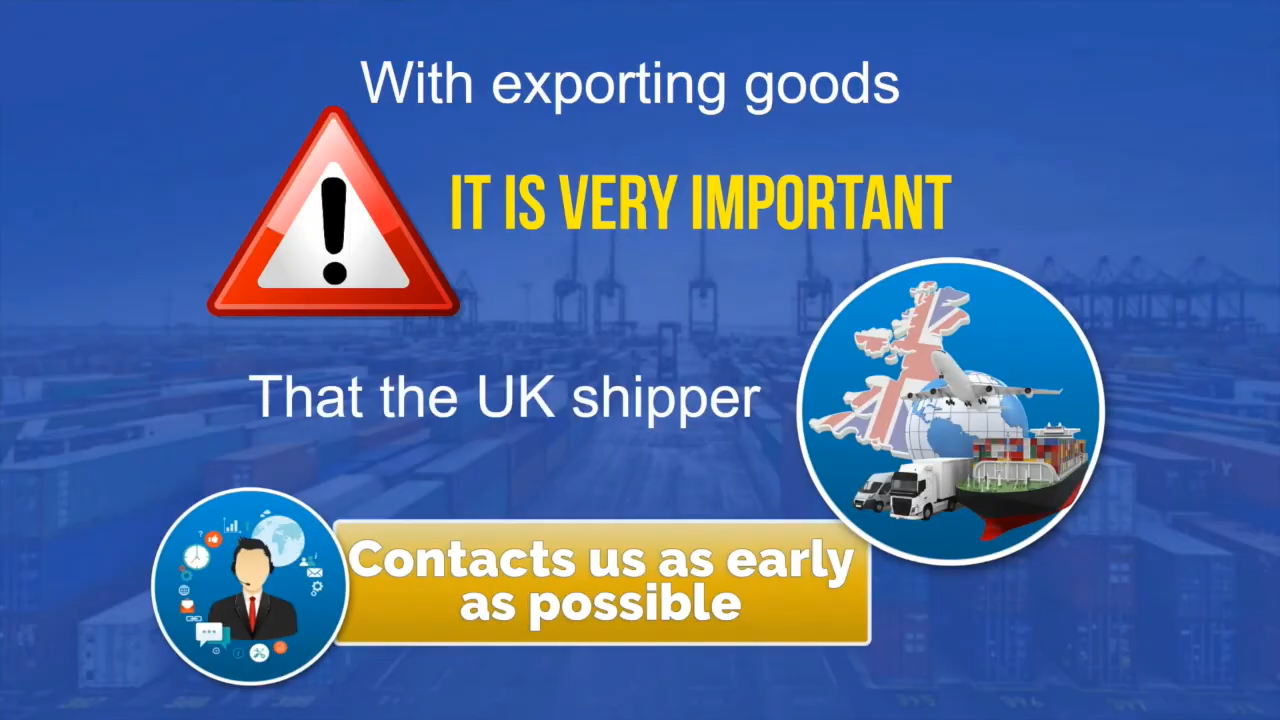 With exporting goods
IT IS VERY IMPORTANT
That the UK shipper
Contacts us as early
as possible